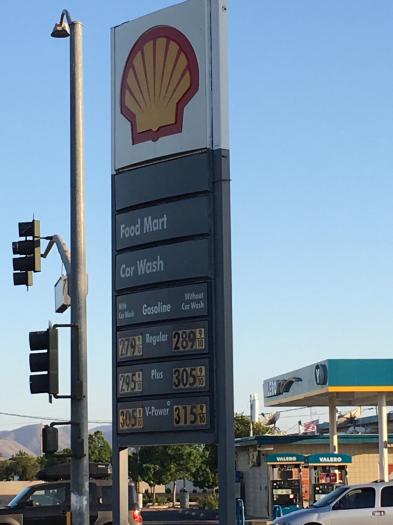 Food Mart
Car Wash
With Car Wash Gasoline Without Car Wash
279 9/10 Regular 289 9/10
295 9/10 Plus 305 9/10
305 9/10 V-Power 315 9/10
VALERO VALERO